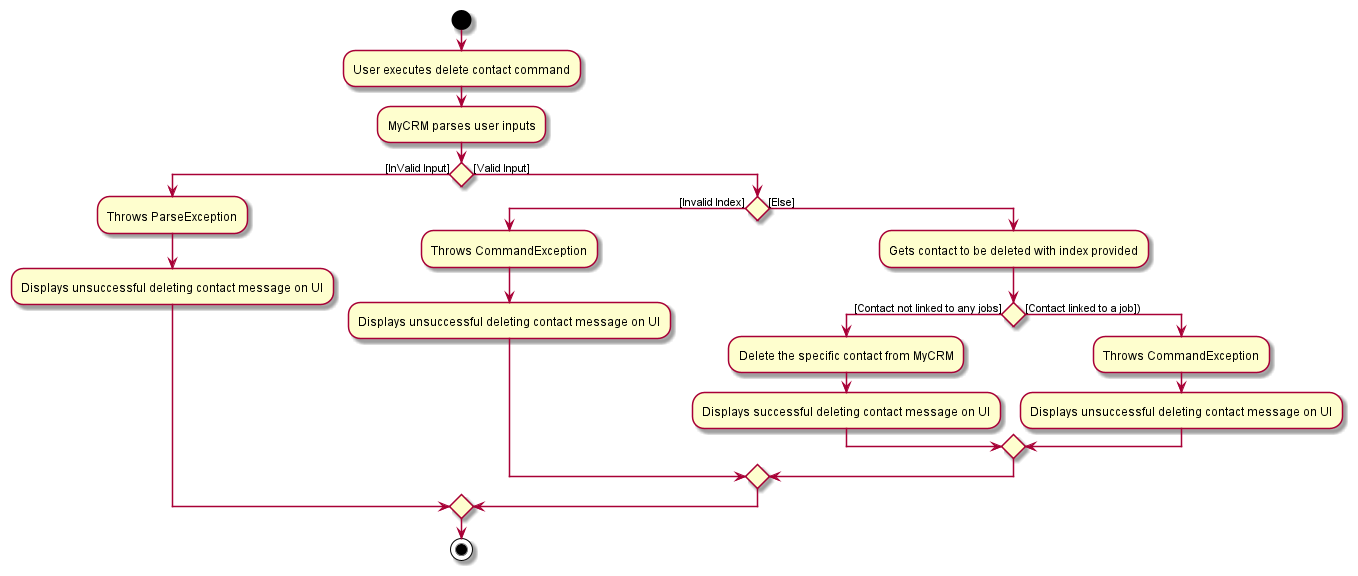 User executes delete contact command
MyCRM parses user inputs
[InValid Input]
[Valid Input]
Throws ParseException
Displays unsuccessful deleting contact message on UI
[Invalid Index]
[Else]
Throws CommandException
Displays unsuccessful deleting contact message on UI
Gets contact to be deleted with index provided
[Contact not linked to any jobs]
[Contact linked to a job])
Delete the specific contact from MyCRM
Displays successful deleting contact message on UI
Throws CommandException
Displays unsuccessful deleting contact message on UI